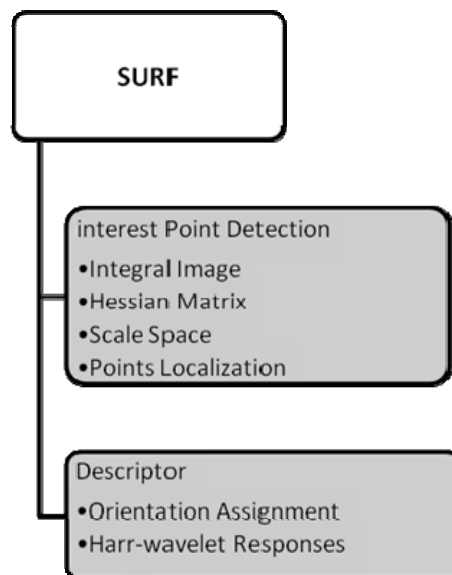 SURF
interest Point Detection
•Integral Image
•Hessian Matrix
•Scale Space
•Points Localization
Descriptor
•Orientation Assignment
•Harr-wavelet Responses